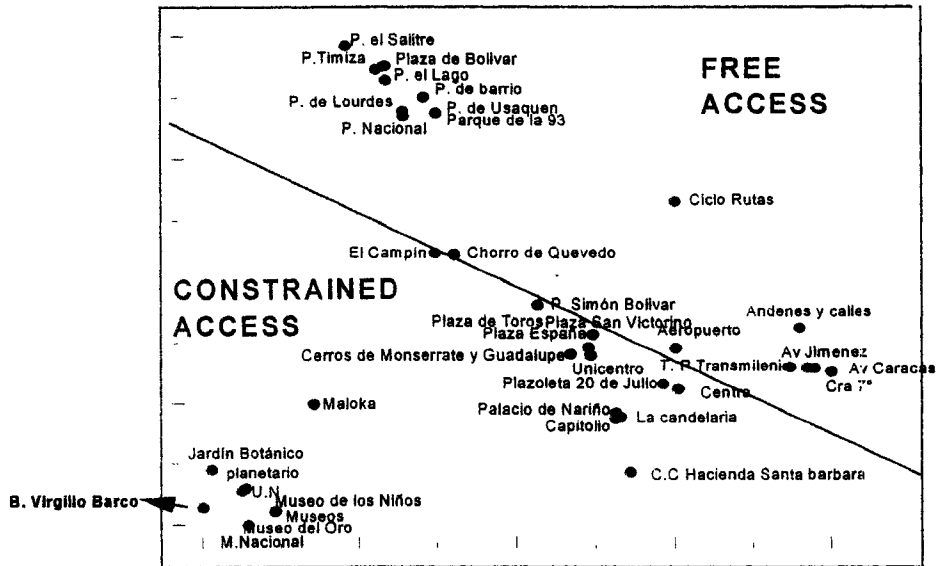 P. el Salitre
P.Timiza
Plaza de Bolivar
P. el Lago
P. de barrio
P. de Lourdes
P. de Usaquen
P. Nacional
Parque de la 93
FREE
ACCESS
Ciclo Rutas
El Campin
Chorro de Quevedo
CONSTRAINED
ACCESS
P. Simón Bolivar
Plaza de Toros
Plaza San Victorino
Andenes y calles
Plaza España
Aeropuerto
Cerros de Monserrate y Guadalupe
Unicentro
T. P Transmilenio
Av Jimenez
Av Caracas
Cra 7ª
Plazoleta 20 de Julio
Centro
Maloka
Palacio de Nariño
Capitolio
La candelaria
Jardín Botánico
planetario
C.C Hacienda Santa barbara
U.N
B. Virgilio Barco
Museo de los Niños
Museos
Museo del Oro
M.Nacional